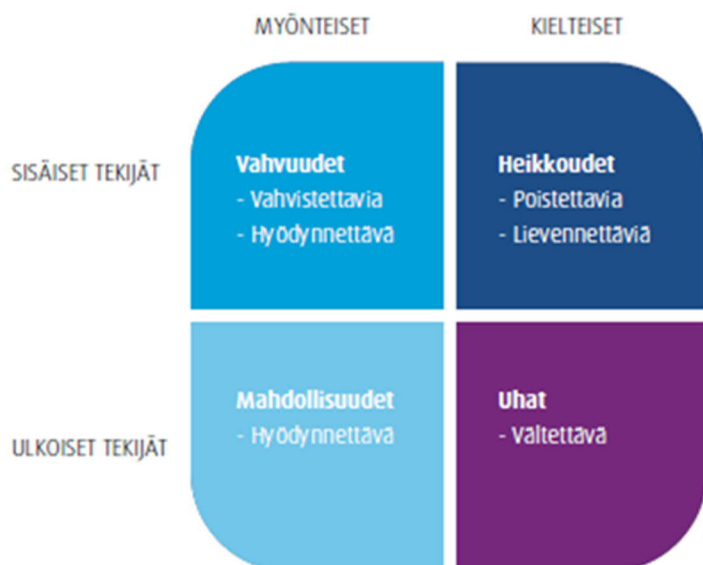 MYÖNTEISET
KIELTEISET
SISÄISET TEKIJÄT
Vahvuudet
- Vahvistettavia
- Hyödynnettävä
Heikkoudet
- Poistettavia
- Lievennettäviä
ULKOISET TEKIJÄT
Mahdollisuudet
- Hyödynnettävä
Uhat
- Vältettävä